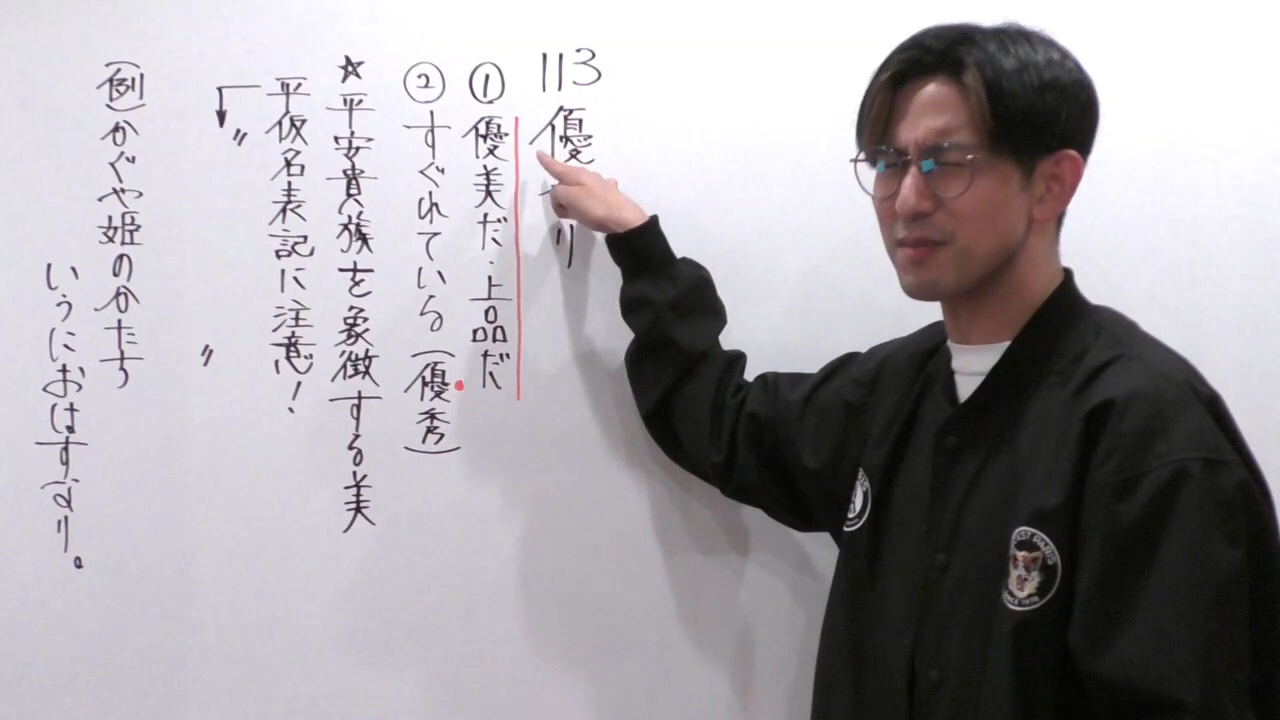 113
優り
①優美だ・上品だ
②すぐれている(優秀)
☆平安貴族を象徴する美
平仮名表記に注意!
〃
〃
(例)かぐや姫のかたち
いうにおはすなり。
SINCE 1970